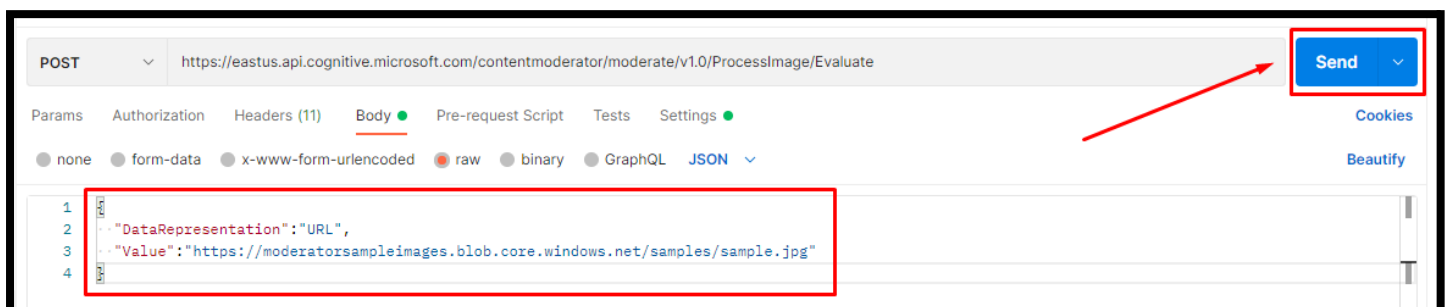 POST https://eastus.api.cognitive.microsoft.com/contentmoderator/moderate/v1.0/ProcessImage/Evaluate Send
Params Authorization Headers (11) Body Pre-request Script Tests Settings Cookies
none form-data x-www-form-urlencoded raw binary GraphQL JSON Beautify
1 {
2 "DataRepresentation":"URL",
3 "Value":"https://moderatorsampleimages.blob.core.windows.net/samples/sample.jpg"
4 }